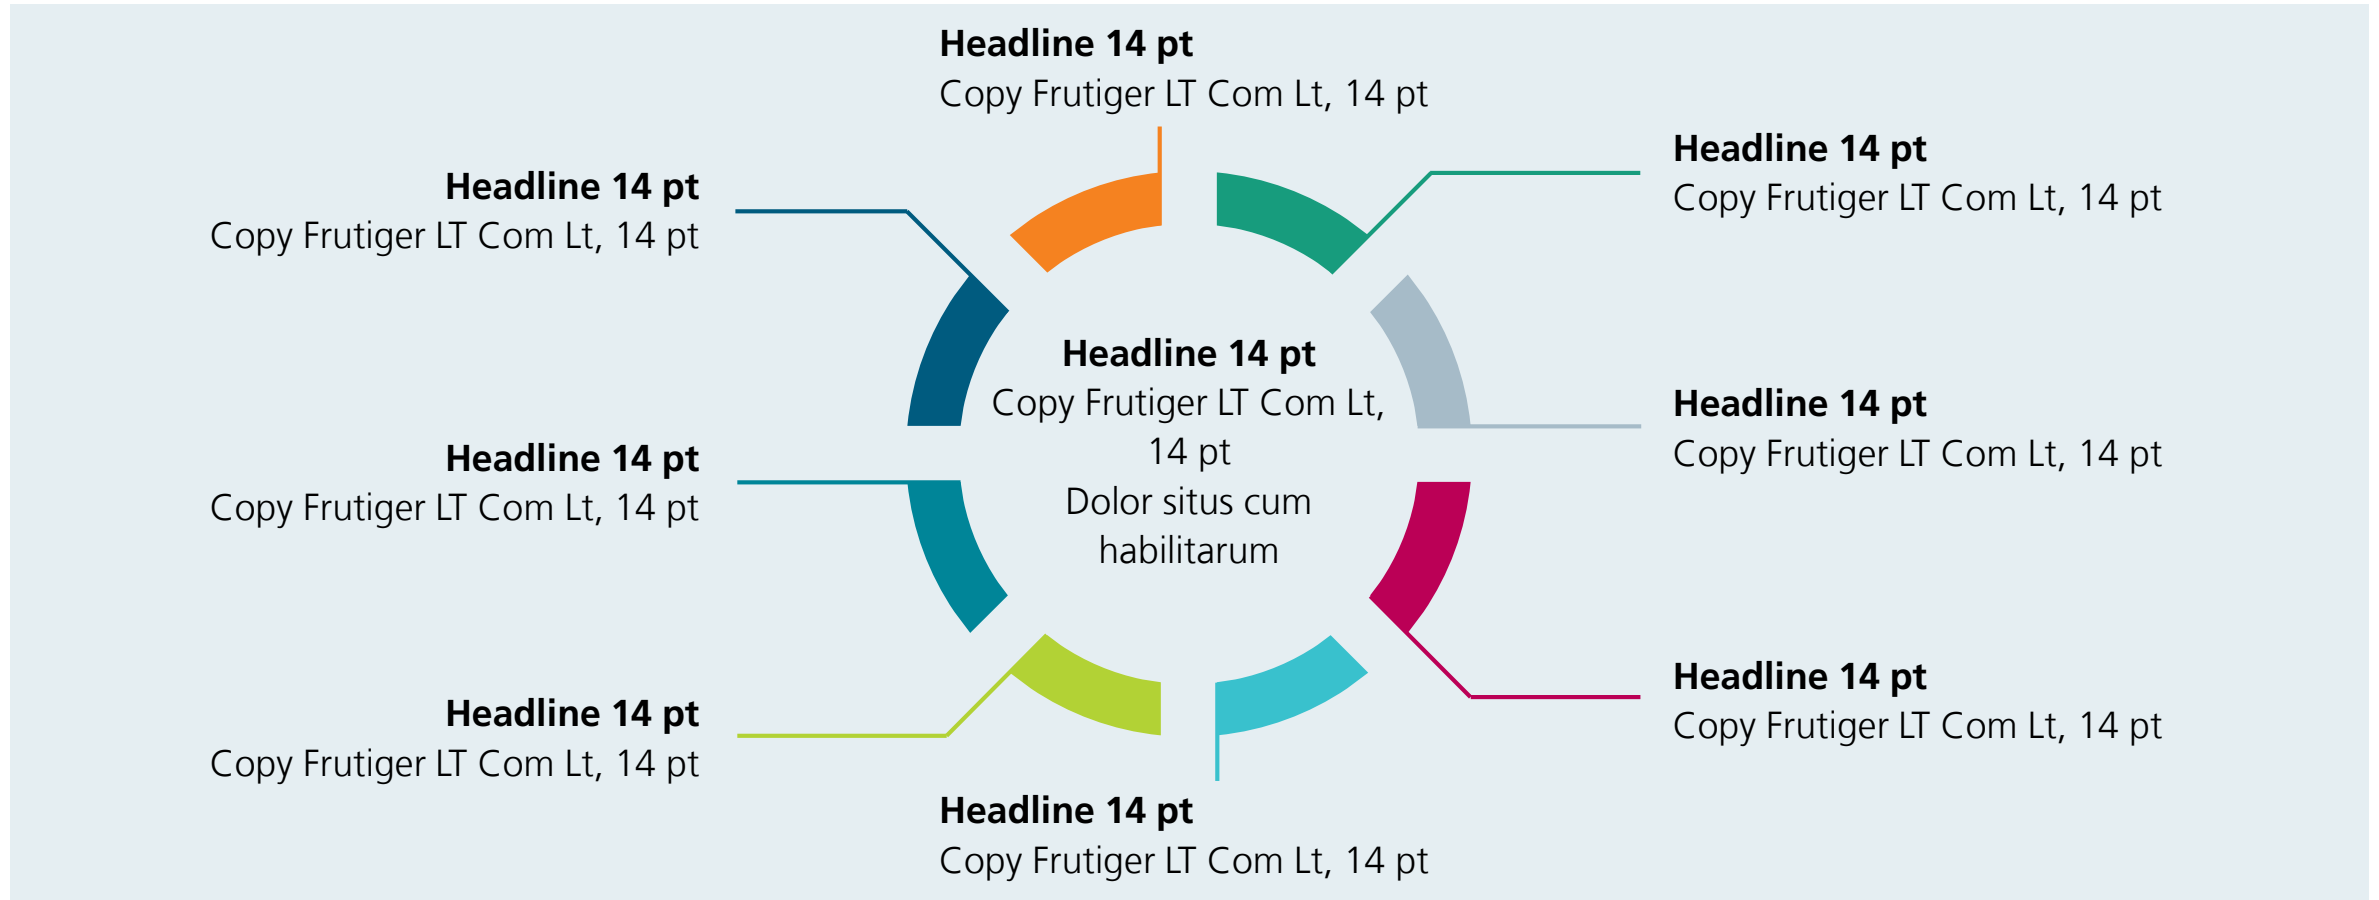 Headline 14 pt
Copy Frutiger LT Com Lt, 14 pt
Headline 14 pt
Copy Frutiger LT Com Lt, 14 pt
Headline 14 pt
Copy Frutiger LT Com Lt, 14 pt
Headline 14 pt
Copy Frutiger LT Com Lt,
14 pt
Dolor situs cum
habilitarum
Headline 14 pt
Copy Frutiger LT Com Lt, 14 pt
Headline 14 pt
Copy Frutiger LT Com Lt, 14 pt
Headline 14 pt
Copy Frutiger LT Com Lt, 14 pt
Headline 14 pt
Copy Frutiger LT Com Lt, 14 pt
Headline 14 pt
Copy Frutiger LT Com Lt, 14 pt